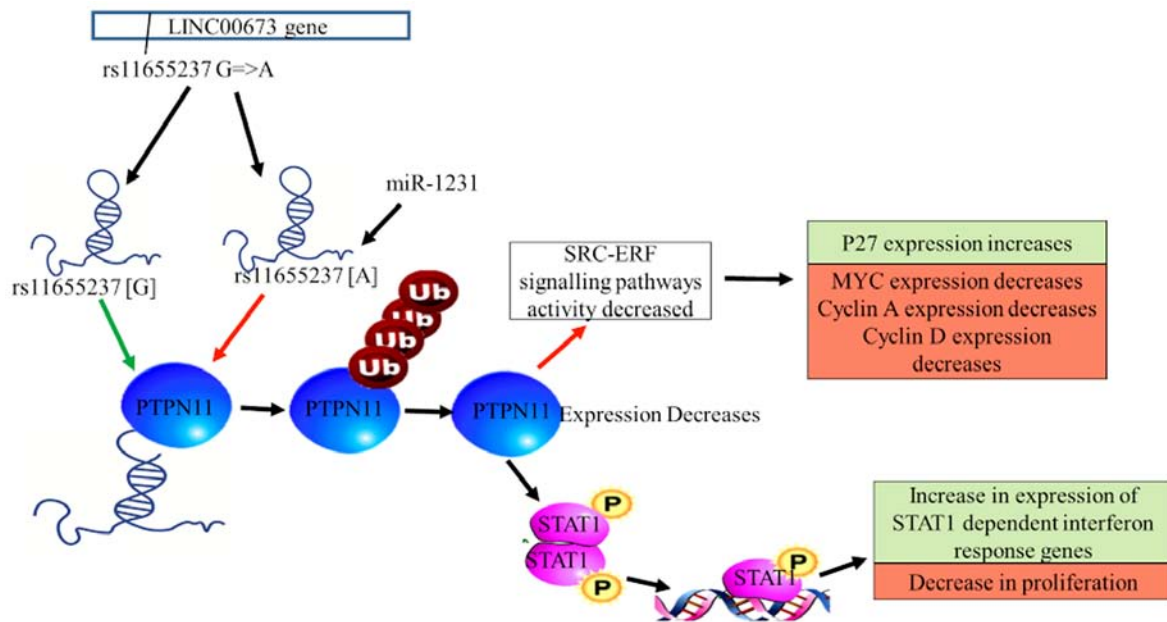 LINC00673 gene
rs11655237 G=>A
miR-1231
rs11655237 [G]
rs11655237 [A]
Ub
Ub
Ub
Ub
PTPN11
PTPN11
PTPN11 Expression Decreases
SRC-ERF
signalling pathways
activity decreased
P27 expression increases
MYC expression decreases
Cyclin A expression decreases
Cyclin D expression
decreases
P
STAT1
STAT1
P
P
STAT1
Increase in expression of
STAT1 dependent interferon
response genes
Decrease in proliferation